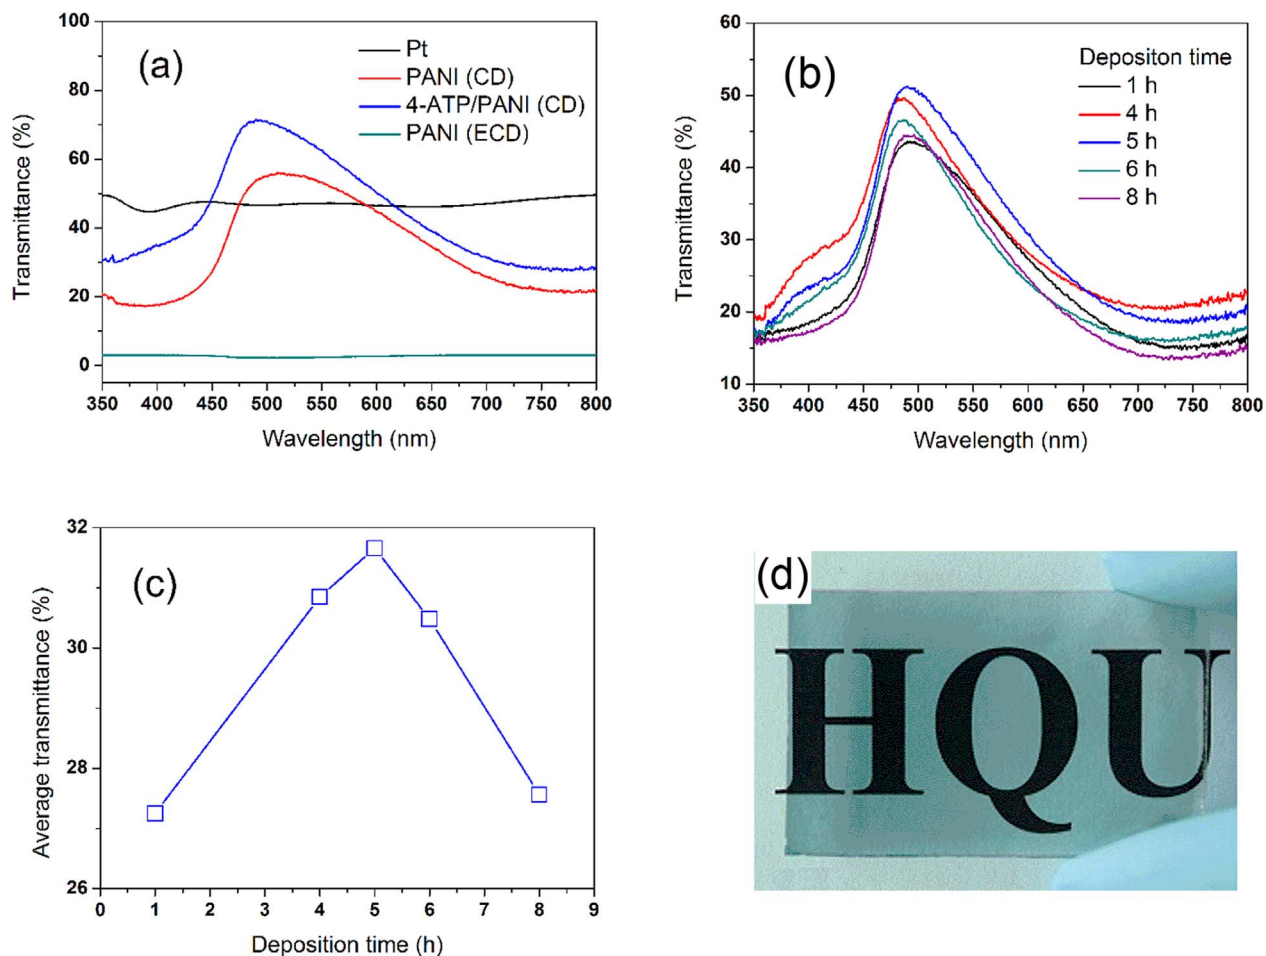 (a)
Pt
PANI (CD)
4-ATP/PANI (CD)
PANI (ECD)
100
80
60
40
20
0
Transmittance (%)
350 400 450 500 550 600 650 700 750 800
Wavelength (nm)
(b)
Depositon time
1 h
4 h
5 h
6 h
8 h
60
50
40
30
20
10
Transmittance (%)
350 400 450 500 550 600 650 700 750 800
Wavelength (nm)
(c)
32
30
28
26
Average transmittance (%)
0 1 2 3 4 5 6 7 8 9
Deposition time (h)
(d)
HQU